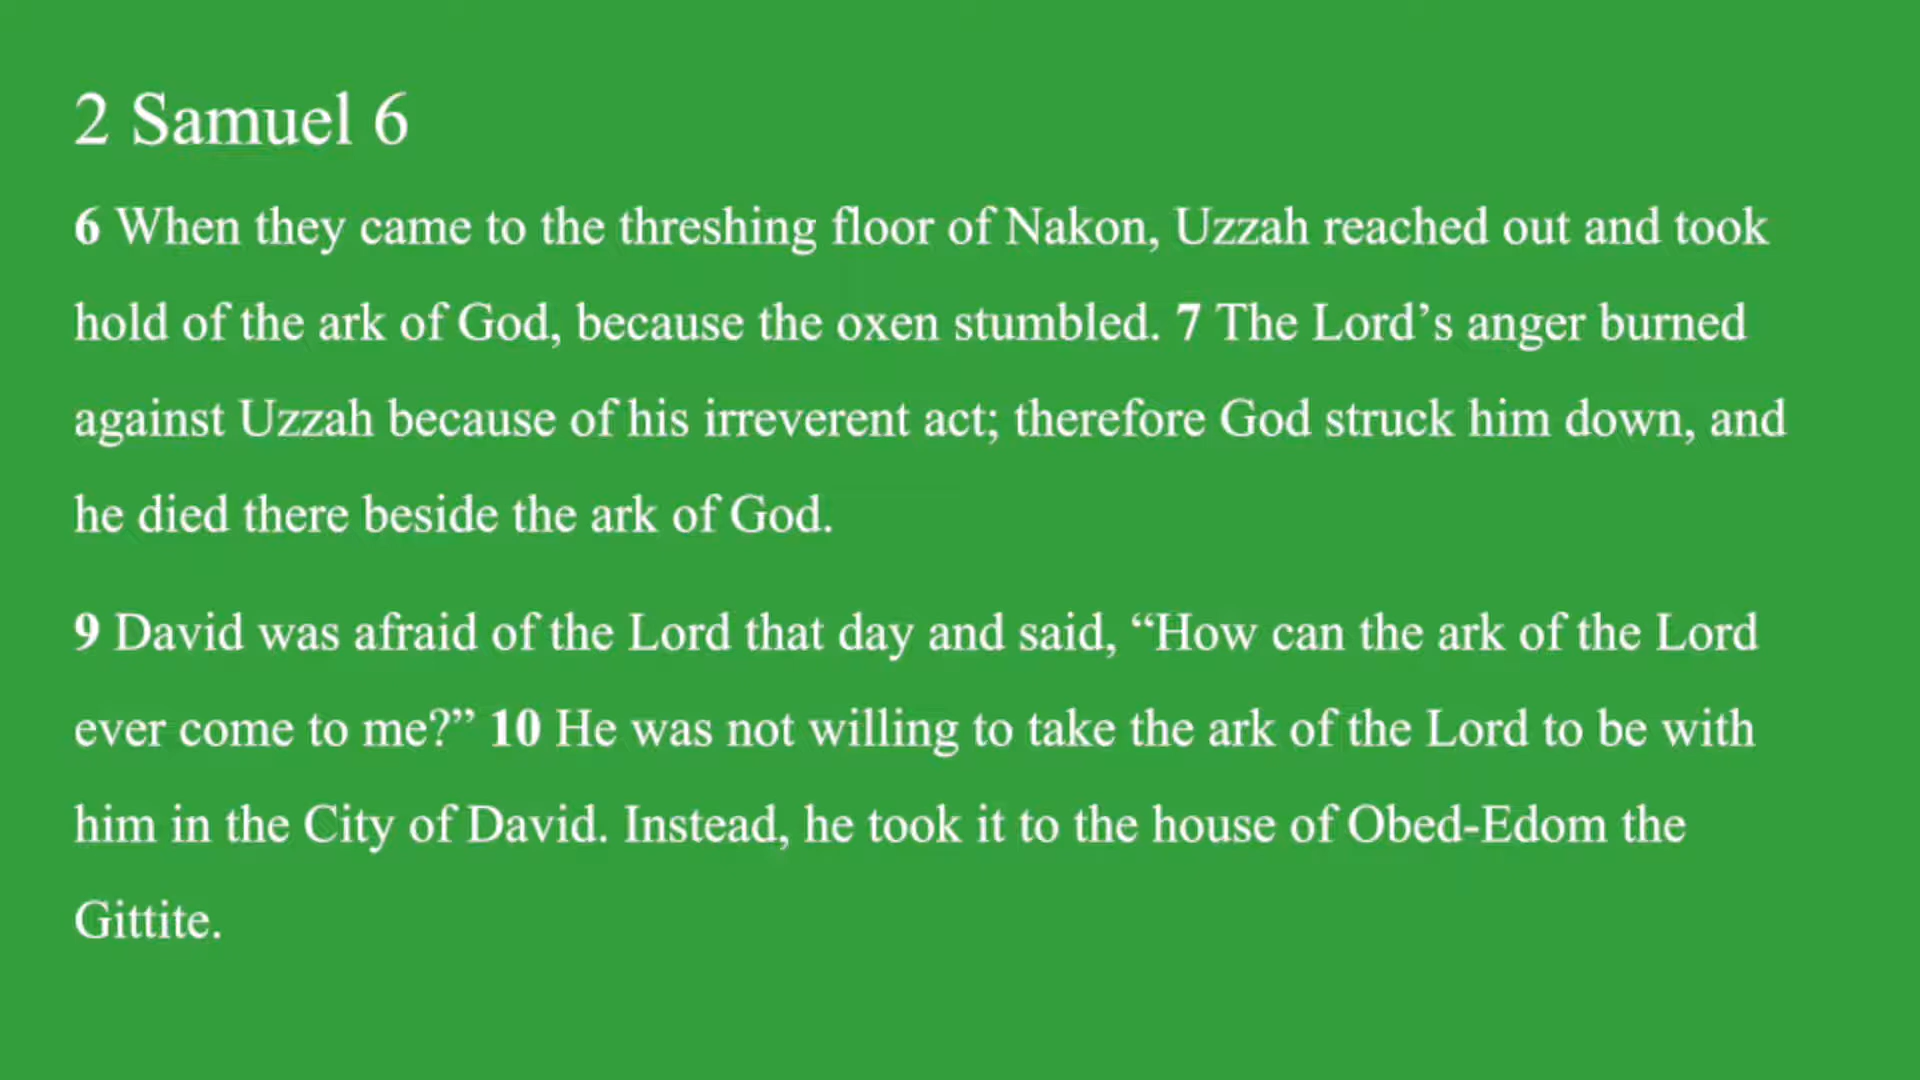 2 Samuel 6
6 When they came to the threshing floor of Nakon, Uzzah reached out and took
hold of the ark of God, because the oxen stumbled. 7 The Lord’s anger burned
against Uzzah because of his irreverent act; therefore God struck him down, and
he died there beside the ark of God.
9 David was afraid of the Lord that day and said, “How can the ark of the Lord
ever come to me?” 10 He was not willing to take the ark of the Lord to be with
him in the City of David. Instead, he took it to the house of Obed-Edom the
Gittite.